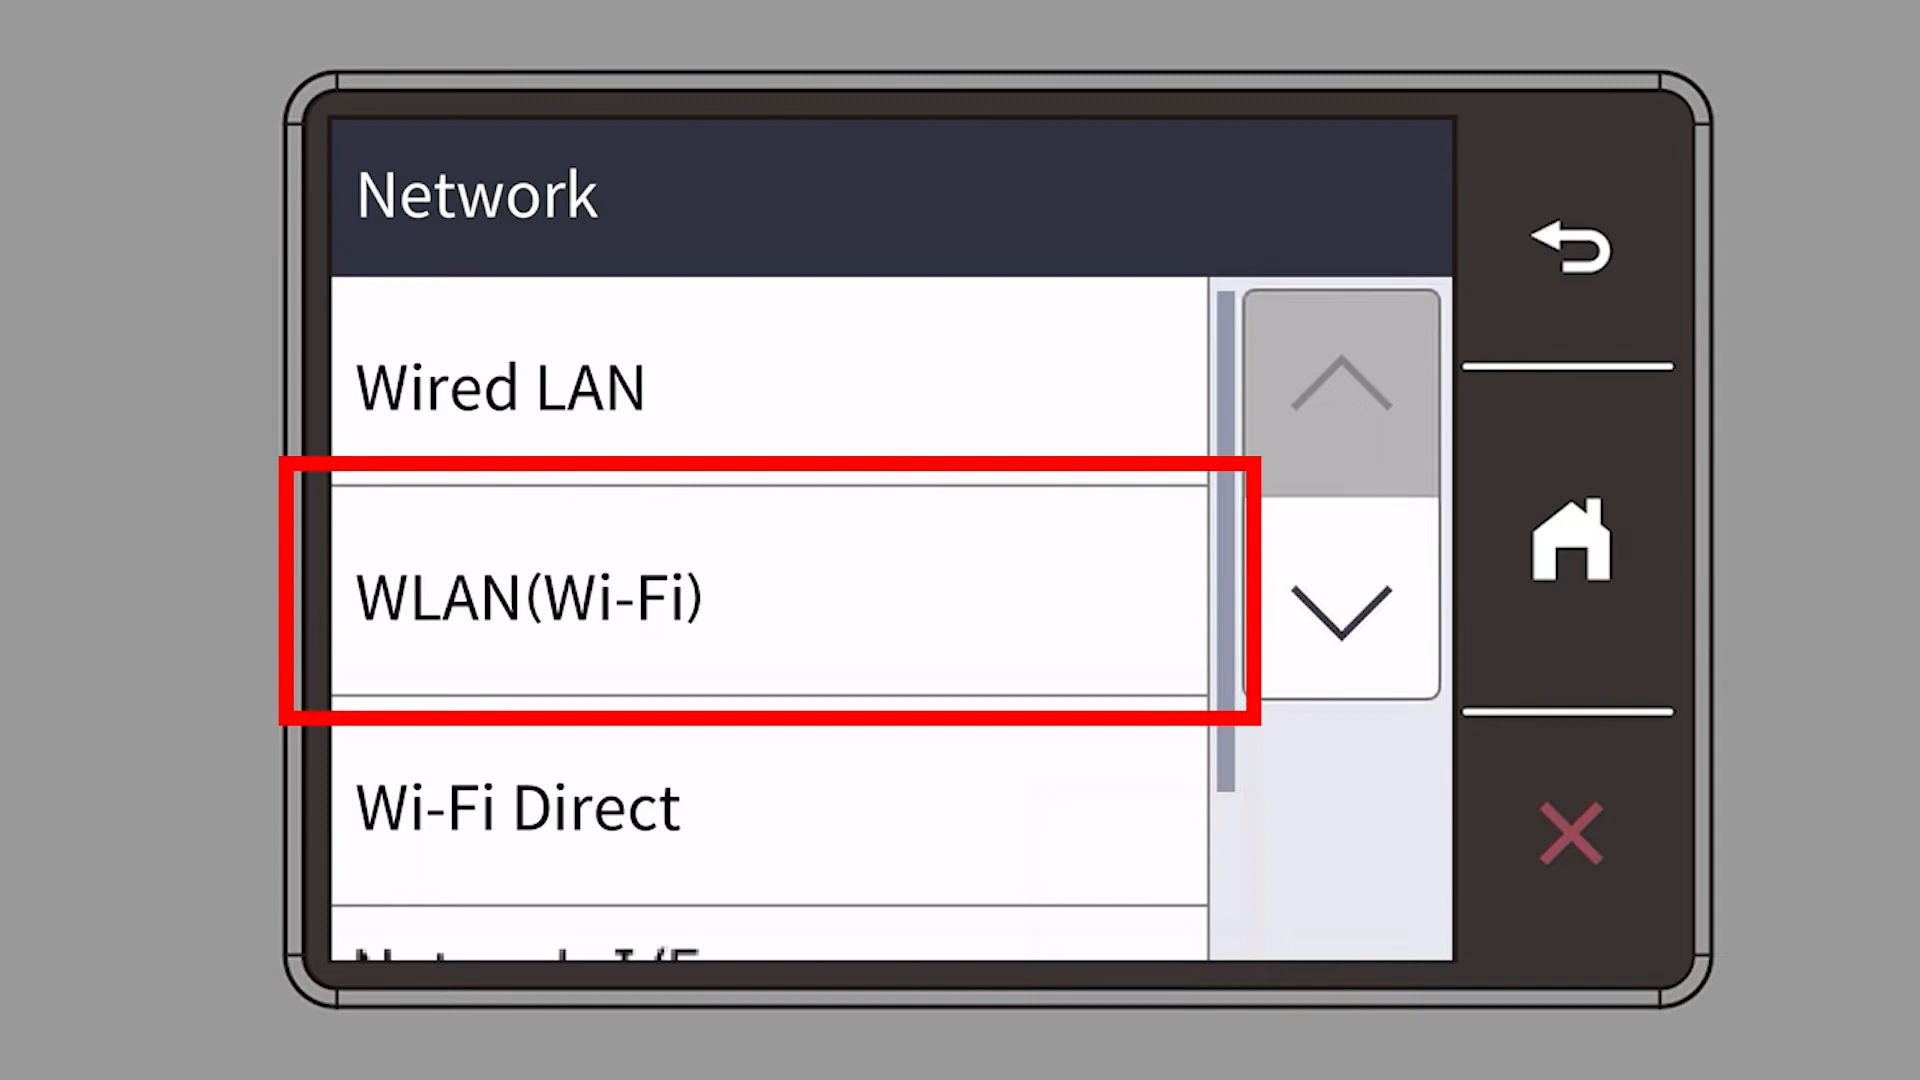 Network
Wired LAN
WLAN(Wi-Fi)
Wi-Fi Direct